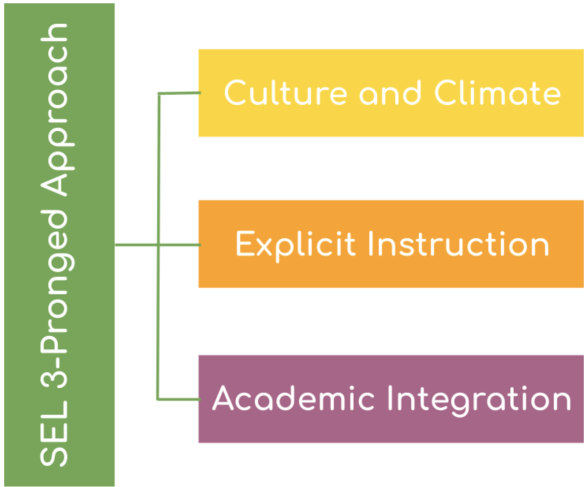 SEL 3-Pronged Approach
Culture and Climate
Explicit Instruction
Academic Integration